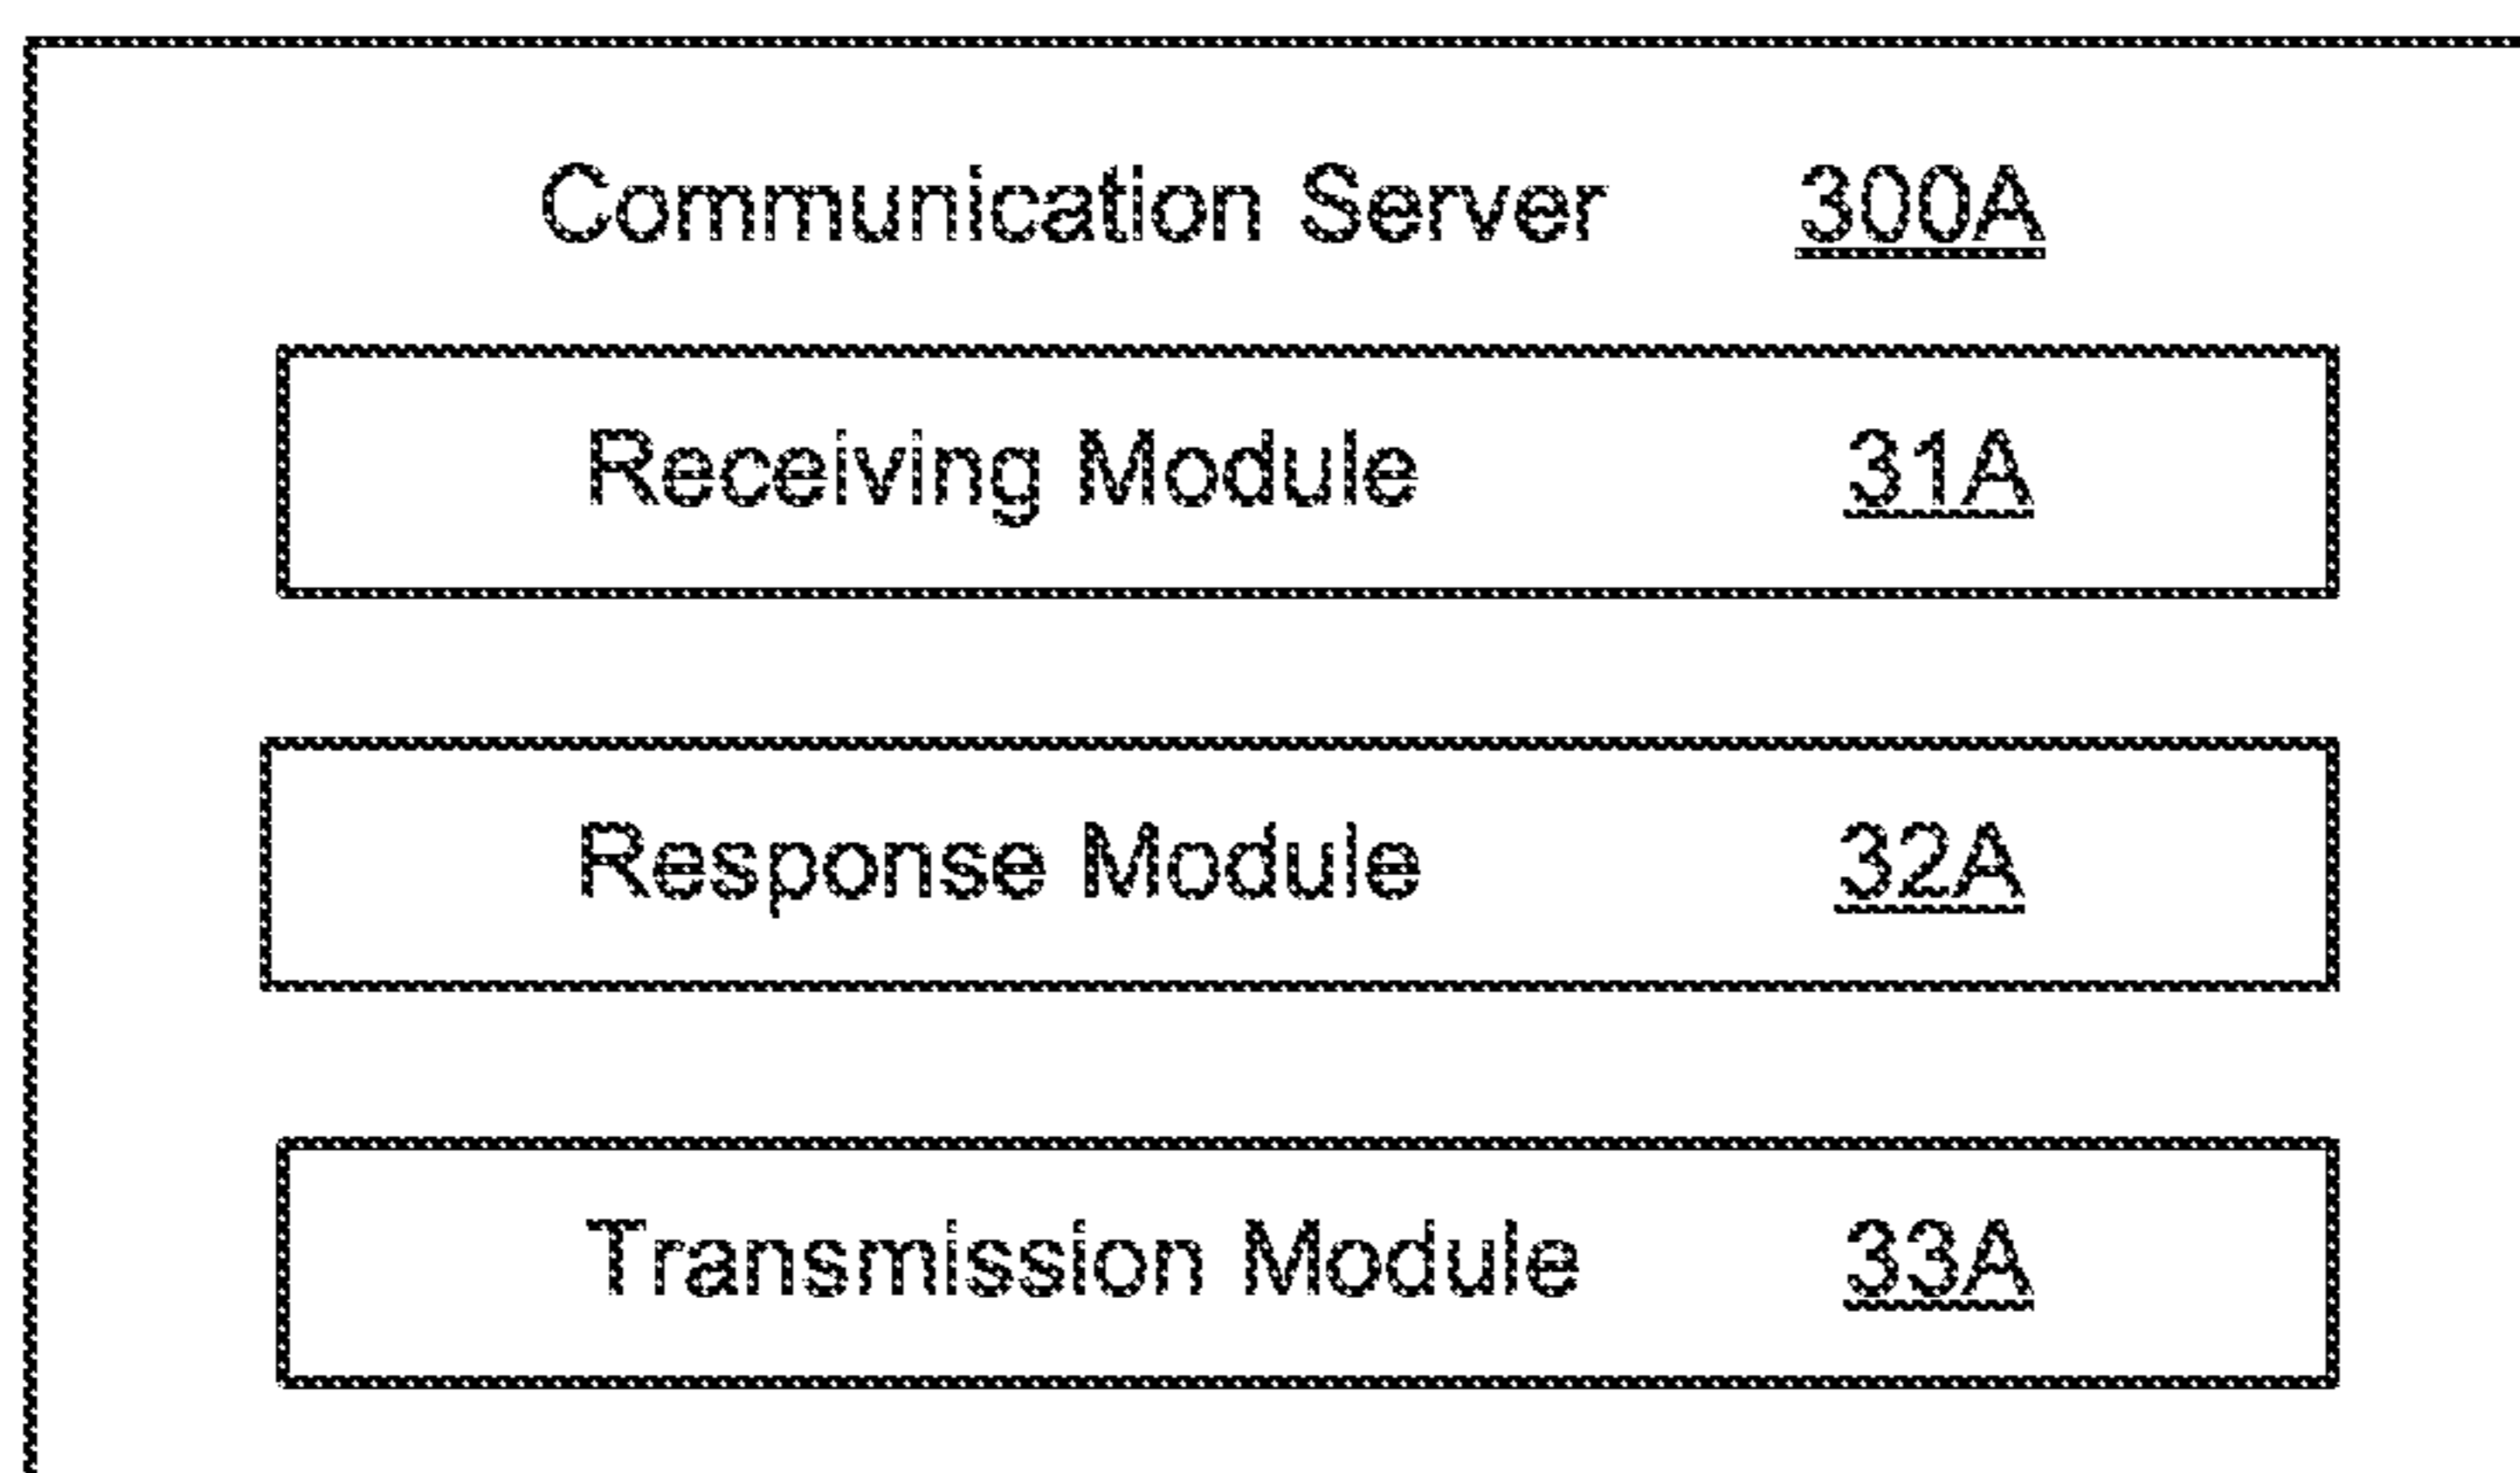 Communication Server 300A
Receiving Module 31A
Response Module 32A
Transmission Module 33A